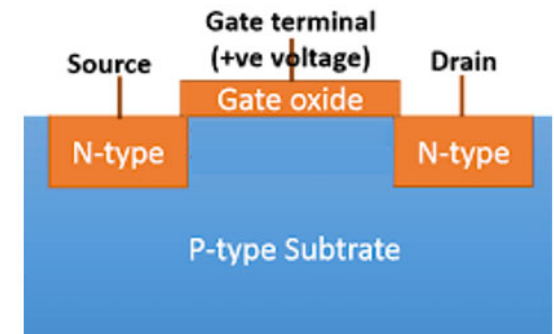 Gate terminal
(+ve voltage)
Source
Drain
Gate oxide
N-type
N-type
P-type Subtrate